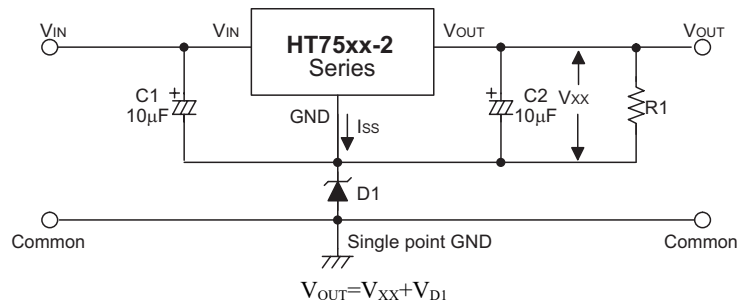 VIN
VIN
HT75xx-2
Series
VOUT
VOUT
C1
10μF
GND
ISS
C2
10μF
VXX
R1
D1
Common
Single point GND
Common
VOUT=VXX+VD1